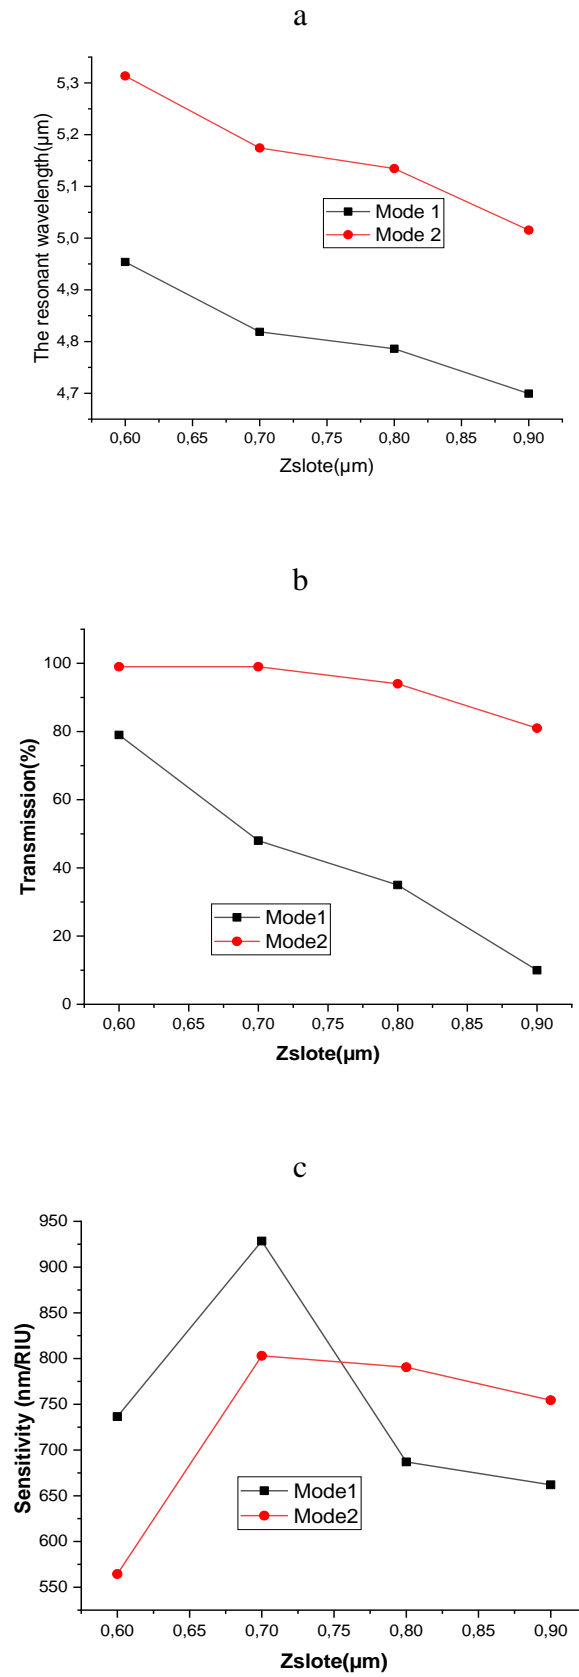 a
5,3
5,2
5,1
5,0
4,9
4,8
4,7
The resonant wavelength(μm)
Mode 1
Mode 2
0,60 0,65 0,70 0,75 0,80 0,85 0,90
Zslote(μm)
b
100
80
60
40
20
0
Transmission(%)
Mode1
Mode2
0,60 0,65 0,70 0,75 0,80 0,85 0,90
Zslote(μm)
c
950
900
850
800
750
700
650
600
550
Sensitivity (nm/RIU)
Mode1
Mode2
0,60 0,65 0,70 0,75 0,80 0,85 0,90
Zslote(μm)